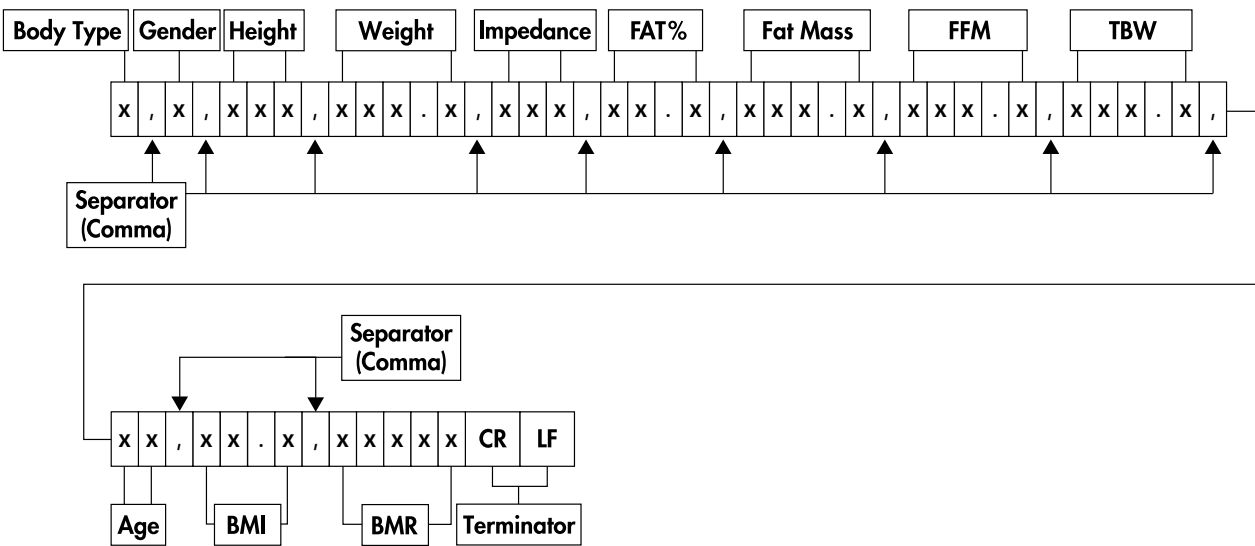 Body Type Gender Height Weight Impedance FAT% Fat Mass FFM TBW
x , x , x x x , x x x . x , x x x , x x . x , x x x . x , x x x . x , x x x . x ,
Separator
(Comma)
Separator
(Comma)
x x , x x . x , x x x x x CR LF
Age BMI BMR Terminator